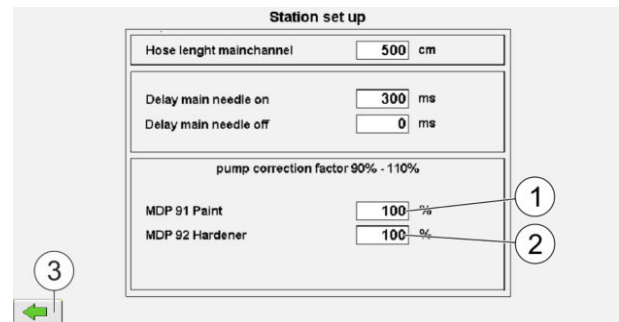 Station set up
Hose lenght mainchannel 500 cm
Delay main needle on 300 ms
Delay main needle off 0 ms
pump correction factor 90% - 110%
MDP 91 Paint 100 %
1
MDP 92 Hardener 100 %
2
3